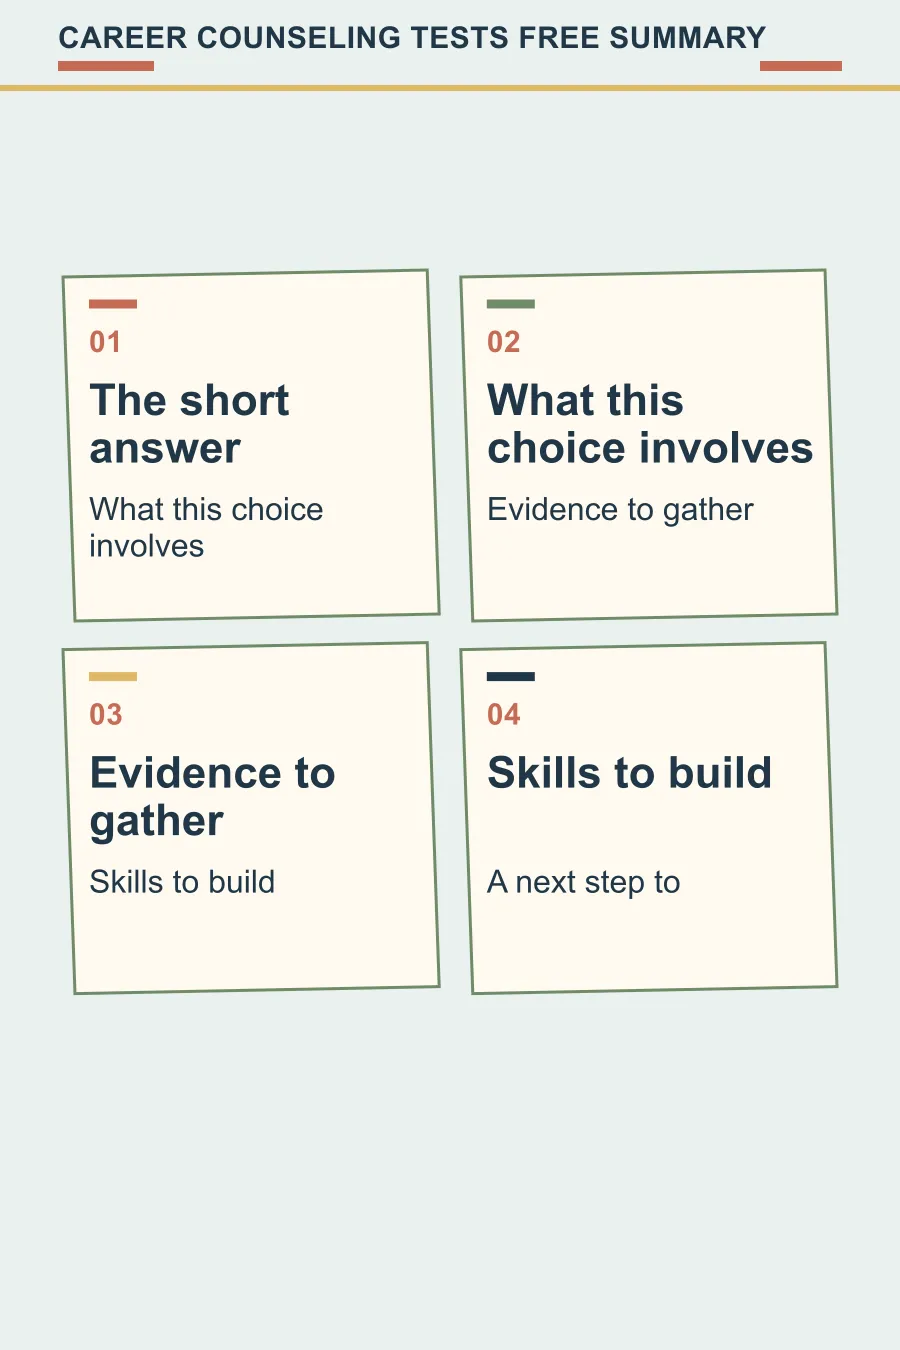 CAREER COUNSELING TESTS FREE SUMMARY
01
The short
answer
What this choice
involves
02
What this
choice involves
Evidence to gather
03
Evidence to
gather
Skills to build
04
Skills to build
A next step to